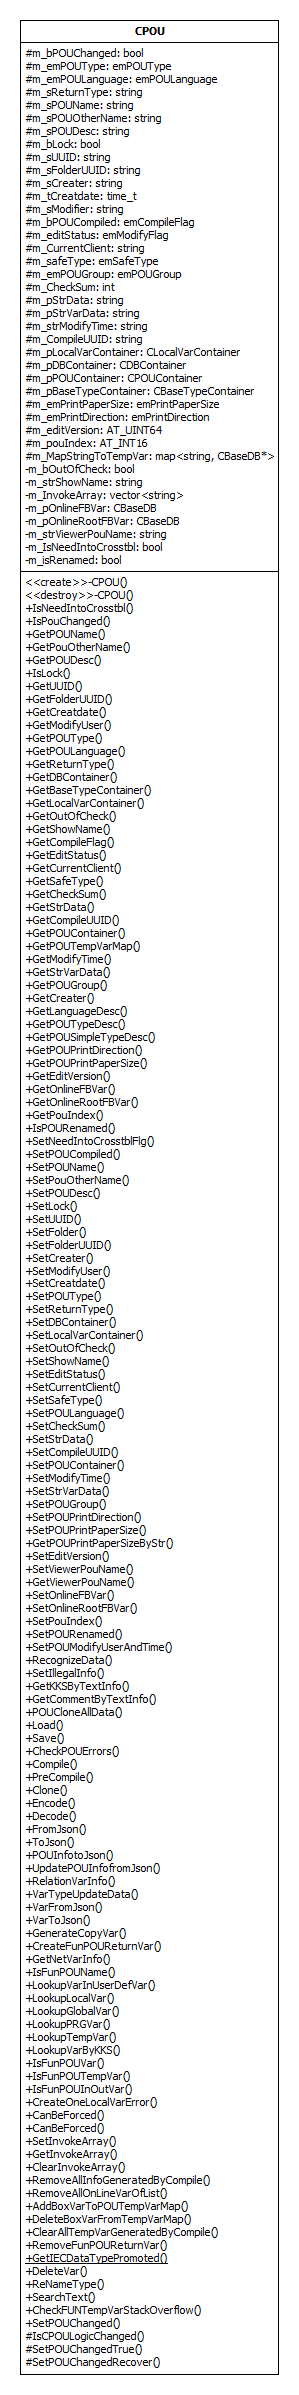 CPOU
#m_bPOUChanged: bool
#m_emPOUType: emPOUType
#m_emPOULanguage: emPOULanguage
#m_sReturnType: string
#m_sPOUName: string
#m_sPOUOtherName: string
#m_sPOUDesc: string
#m_bLock: bool
#m_sUUID: string
#m_sFolderUUID: string
#m_sCreater: string
#m_tCreatdate: time_t
#m_sModifier: string
#m_bPOUCompiled: emCompileFlag
#m_editStatus: emModifyFlag
#m_CurrentClient: string
#m_safeType: emSafeType
#m_emPOUGroup: emPOUGroup
#m_CheckSum: int
#m_pStrData: string
#m_pStrVarData: string
#m_strModifyTime: string
#m_CompileUUID: string
#m_pLocalVarContainer: CLocalVarContainer
#m_pDBContainer: CDBContainer
#m_pPOUContainer: CPOUContainer
#m_pBaseTypeContainer: CBaseTypeContainer
#m_emPrintPaperSize: emPrintPaperSize
#m_emPrintDirection: emPrintDirection
#m_editVersion: AT_UINT64
#m_pouIndex: AT_INT16
#m_MapStringToTempVar: map<string, CBaseDB*>
-m_bOutOfCheck: bool
-m_strShowName: string
-m_InvokeArray: vector<string>
-m_pOnlineFBVar: CBaseDB
-m_pOnlineRootFBVar: CBaseDB
-m_strViewerPouName: string
-m_IsNeedIntoCrosstbl: bool
-m_isRenamed: bool
<<create>>-CPOU()
<<destroy>>-CPOU()
+IsNeedIntoCrosstbl()
+IsPouChanged()
+GetPOUName()
+GetPouOtherName()
+GetPOUDesc()
+IsLock()
+GetUUID()
+GetFolderUUID()
+GetCreatdate()
+GetModifyUser()
+GetPOUType()
+GetPOULanguage()
+GetReturnType()
+GetDBContainer()
+GetBaseTypeContainer()
+GetLocalVarContainer()
+GetOutOfCheck()
+GetShowName()
+GetCompileFlag()
+GetEditStatus()
+GetCurrentClient()
+GetSafeType()
+GetCheckSum()
+GetStrData()
+GetCompileUUID()
+GetPOUContainer()
+GetPOUTempVarMap()
+GetModifyTime()
+GetStrVarData()
+GetPOUGroup()
+GetCreater()
+GetLanguageDesc()
+GetPOUTypeDesc()
+GetPOUSimpleTypeDesc()
+GetPOUPrintDirection()
+GetPOUPrintPaperSize()
+GetEditVersion()
+GetOnlineFBVar()
+GetOnlineRootFBVar()
+GetPouIndex()
+IsPOURenamed()
+SetNeedIntoCrosstblFlg()
+SetPOUCompiled()
+SetPOUName()
+SetPouOtherName()
+SetPOUDesc()
+SetLock()
+SetUUID()
+SetFolder()
+SetFolderUUID()
+SetCreater()
+SetModifyUser()
+SetCreatdate()
+SetPOUType()
+SetReturnType()
+SetDBContainer()
+SetLocalVarContainer()
+SetOutOfCheck()
+SetShowName()
+SetEditStatus()
+SetCurrentClient()
+SetSafeType()
+SetPOULanguage()
+SetCheckSum()
+SetStrData()
+SetCompileUUID()
+SetPOUContainer()
+SetModifyTime()
+SetStrVarData()
+SetPOUGroup()
+SetPOUPrintDirection()
+SetPOUPrintPaperSize()
+GetPOUPrintPaperSizeByStr()
+SetEditVersion()
+SetViewerPouName()
+GetViewerPouName()
+SetOnlineFBVar()
+SetOnlineRootFBVar()
+SetPouIndex()
+SetPOURenamed()
+SetPOUModifyUserAndTime()
+RecognizeData()
+SetIllegalInfo()
+GetKKSByTextInfo()
+GetCommentByTextInfo()
+POUCloneAllData()
+Load()
+Save()
+CheckPOUErrors()
+Compile()
+PreCompile()
+Clone()
+Encode()
+Decode()
+FromJson()
+ToJson()
+POUInfotoJson()
+UpdatePOUInfofromJson()
+RelationVarInfo()
+VarTypeUpdateData()
+VarFromJson()
+VarToJson()
+GenerateCopyVar()
+CreateFunPOUReturnVar()
+GetNetVarInfo()
+IsFunPOUName()
+LookupVarInUserDefVar()
+LookupLocalVar()
+LookupGlobalVar()
+LookupPRGVar()
+LookupTempVar()
+LookupVarByKKS()
+IsFunPOUVar()
+IsFunPOUTempVar()
+IsFunPOUInOutVar()
+CreateOneLocalVarError()
+CanBeForced()
+CanBeForced()
+SetInvokeArray()
+GetInvokeArray()
+ClearInvokeArray()
+RemoveAllInfoGeneratedByCompile()
+RemoveAllOnLineVarOfList()
+AddBoxVarToPOUTempVarMap()
+DeleteBoxVarFromTempVarMap()
+ClearAllTempVarGeneratedByCompile()
+RemoveFunPOUReturnVar()
+GetIECDataTypePromoted()
+DeleteVar()
+ReNameType()
+SearchText()
+CheckFUNTempVarStackOverflow()
+SetPOUChanged()
#IsCPOULogicChanged()
#SetPOUChangedTrue()
#SetPOUChangedRecover()